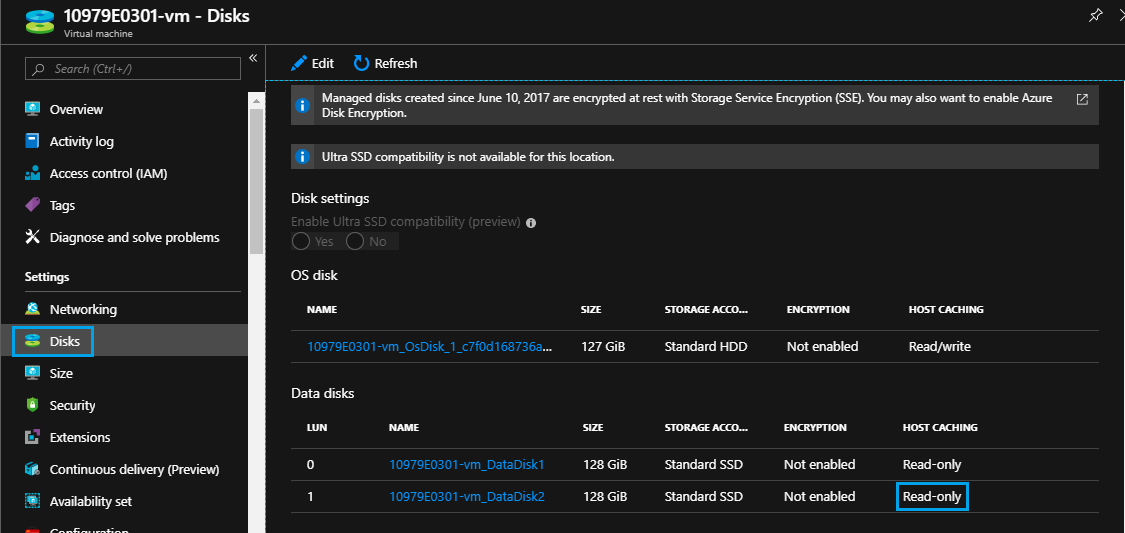 10979E0301-vm - Disks
Virtual machine
Search (Ctrl+/)
«
Overview
Activity log
Access control (IAM)
Tags
Diagnose and solve problems
Settings
Networking
Disks
Size
Security
Extensions
Continuous delivery (Preview)
Availability set
Configuration
Edit Refresh
Managed disks created since June 10, 2017 are encrypted at rest with Storage Service Encryption (SSE). You may also want to enable Azure
Disk Encryption.
Ultra SSD compatibility is not available for this location.
Disk settings
Enable Ultra SSD compatibility (preview)
Yes No
OS disk
NAME SIZE STORAGE ACCO... ENCRYPTION HOST CACHING
10979E0301-vm_OsDisk_1_c7f0d168736a... 127 GiB Standard HDD Not enabled Read/write
Data disks
LUN NAME SIZE STORAGE ACCO... ENCRYPTION HOST CACHING
0 10979E0301-vm_DataDisk1 128 GiB Standard SSD Not enabled Read-only
1 10979E0301-vm_DataDisk2 128 GiB Standard SSD Not enabled Read-only